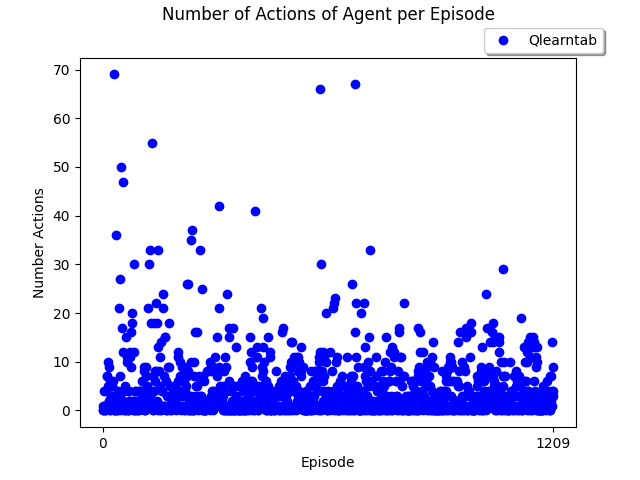 Number of Actions of Agent per Episode
Qlearntab
70
60
50
40
30
20
10
0
Number Actions
0 1209
Episode